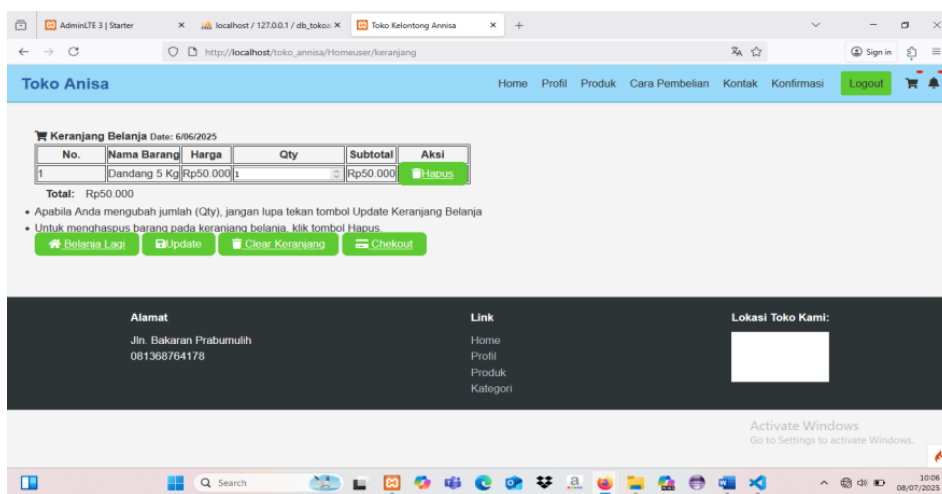 AdminLTE 3 | Starter
localhost / 127.0.0.1 / db_tokoa
Toko Kelontong Annisa
http://localhost/toko_annisa/Homeuser/keranjang
Sign in
Toko Anisa
Home Profil Produk Cara Pembelian Kontak Konfirmasi Logout
Keranjang Belanja Date: 6/06/2025
No. Nama Barang Harga Qty Subtotal Aksi
1 Dandang 5 Kg Rp50.000 1 Rp50.000 Hapus
Total: Rp50.000
Apabila Anda mengubah jumlah (Qty), jangan lupa tekan tombol Update Keranjang Belanja
Untuk menghaspus barang pada keranjang belanja, klik tombol Hapus.
Belanja Lagi Update Clear Keranjang Chekout
Alamat
Jln. Bakaran Prabumulih
081368764178
Link
Home
Profil
Produk
Kategori
Lokasi Toko Kami:
Activate Windows
Go to Settings to activate Windows.
Search
10:06
08/07/2025